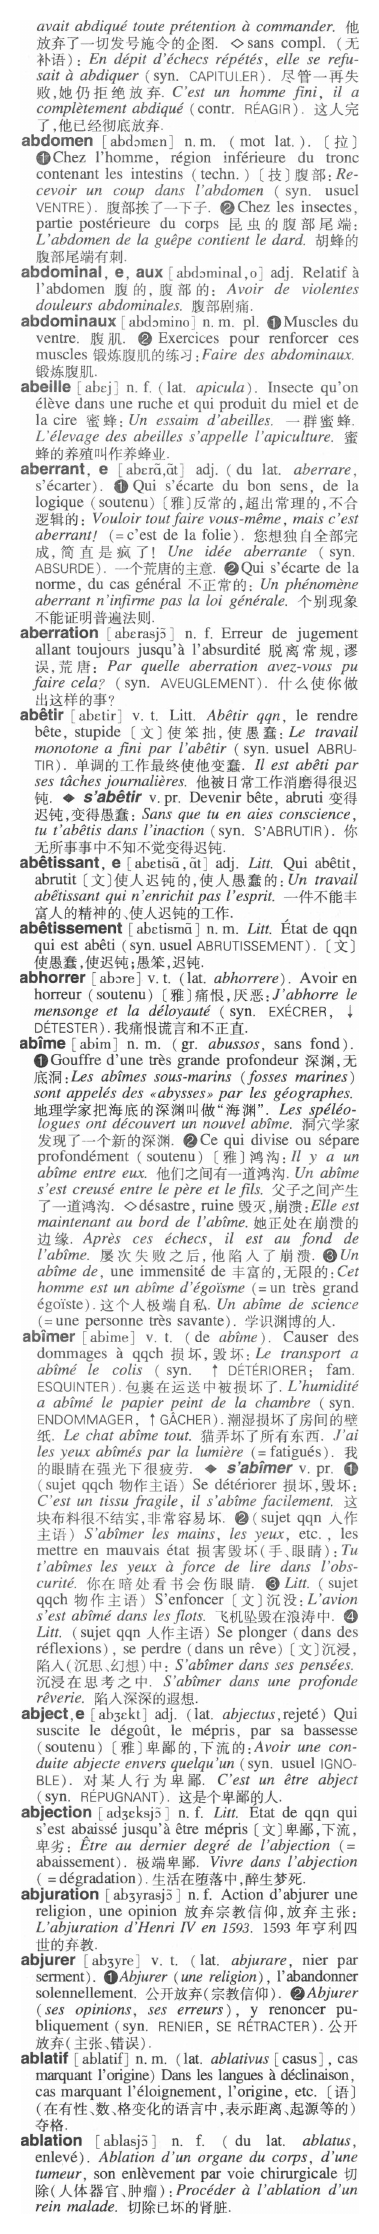 avait abdiqué toute prétention à commander. 他
放弃了一切发号施令的企图. ◇sans compl. (无
补语): En dépit d'échecs répétés, elle se refu-
sait à abdiquer (syn. CAPITULER). 尽管一再失
败,她仍拒绝放弃. C'est un homme fini, il a
complètement abdiqué (contr. RÉAGIR). 这人完
了,他已经彻底放弃.
abdomen [abdɔmɛn] n. m. (mot lat.). [拉]
❶Chez l'homme, région inférieure du tronc
contenant les intestins (techn.) [技] 腹部: Re-
cevoir un coup dans l'abdomen (syn. usuel
VENTRE). 腹部挨了一下子. ❷Chez les insectes,
partie postérieure du corps 昆虫的腹部尾端:
L'abdomen de la guêpe contient le dard. 胡蜂的
腹部尾端有刺.
abdominal, e, aux [abdɔminal,o] adj. Relatif à
l'abdomen 腹的, 腹部的: Avoir de violentes
douleurs abdominales. 腹部剧痛.
abdominaux [abdɔmino] n. m. pl. ❶Muscles du
ventre. 腹肌. ❷ Exercices pour renforcer ces
muscles 锻炼腹肌的练习:Faire des abdominaux.
锻炼腹肌.
abeille [abɛj] n. f. (lat. apicula). Insecte qu'on
élève dans une ruche et qui produit du miel et de
la cire 蜜蜂: Un essaim d'abeilles. 一群蜜蜂.
L'élevage des abeilles s'appelle l'apiculture. 蜜
蜂的养殖叫作养蜂业.
aberrant, e [abɛrɑ̃,ɑ̃t] adj. (du lat. aberrare,
s'écarter). ❶ Qui s'écarte du bon sens, de la
logique (soutenu) [雅]反常的,超出常理的,不合
逻辑的: Vouloir tout faire vous-même, mais c'est
aberrant! (=c'est de la folie). 您想独自全部完
成,简直是疯了! Une idée aberrante (syn.
ABSURDE). 一个荒唐的主意. ❷Qui s'écarte de la
norme, du cas général 不正常的: Un phénomène
aberrant n'infirme pas la loi générale. 个别现象
不能证明普遍法则.
aberration [abɛrasjɔ̃] n. f. Erreur de jugement
allant toujours jusqu'à l'absurdité 脱离常规,谬
误,荒唐: Par quelle aberration avez-vous pu
faire cela? (syn. AVEUGLEMENT). 什么使你做
出这样的事?
abêtir [abetir] v. t. Litt. Abêtir qqn, le rendre
bête, stupide [文]使笨拙,使愚蠢:Le travail
monotone a fini par l'abêtir (syn. usuel ABRU-
TIR). 单调的工作最终使他变蠢. Il est abêti par
ses tâches journalières. 他被日常工作消磨得很迟
钝. ◆ s'abêtir v. pr. Devenir bête, abruti 变得
迟钝,变得愚蠢: Sans que tu en aies conscience,
tu t'abêtis dans l'inaction (syn. S'ABRUTIR). 你
无所事事中不知不觉变得迟钝.
abêtissant, e [abetisɑ̃,ɑ̃t] adj. Litt. Qui abêtit,
abrutit [文]使人迟钝的,使人愚蠢的:Un travail
abêtissant qui n'enrichit pas l'esprit. 一件不能丰
富人的精神的、使人迟钝的工作.
abêtissement [abetismɑ̃] n. m. Litt. État de qqn
qui est abêti (syn. usuel ABRUTISSEMENT). [文]
使愚蠢,使迟钝;愚笨,迟钝.
abhorrer [abɔre] v. t. (lat. abhorrere). Avoir en
horreur (soutenu) [雅]痛恨,厌恶:J'abhorre le
mensonge et la déloyauté (syn. EXÉCRER, ↓
DÉTESTER). 我痛恨谎言和不正直.
abîme [abim] n. m. (gr. abussos, sans fond).
❶Gouffre d'une très grande profondeur 深渊,无
底洞:Les abîmes sous-marins (fosses marines)
sont appelés des «abysses» par les géographes.
地理学家把海底的深渊叫做“海渊”. Les spéléo-
logues ont découvert un nouvel abîme. 洞穴学家
发现了一个新的深渊. ❷Ce qui divise ou sépare
profondément (soutenu) [雅]鸿沟:Il y a un
abîme entre eux. 他们之间有一道鸿沟. Un abîme
s'est creusé entre le père et le fils. 父子之间产生
了一道鸿沟. ◇désastre, ruine 毁灭,崩溃:Elle est
maintenant au bord de l'abîme. 她正处在崩溃的
边缘. Après ces échecs, il est au fond de
l'abîme. 屡次失败之后,他陷入了崩溃. ❸Un
abîme de, une immensité de 丰富的,无限的:Cet
homme est un abîme d'égoïsme (=un très grand
égoïste).这个人极端自私. Un abîme de science
(=une personne très savante). 学识渊博的人.
abîmer [abime] v. t. (de abîme). Causer des
dommages à qqch 损坏,毁坏: Le transport a
abîmé le colis (syn. ↑ DÉTÉRIORER; fam.
ESQUINTER).包裹在运送中被损坏了. L'humidité
a abîmé le papier peint de la chambre (syn.
ENDOMMAGER, ↑GÂCHER).潮湿损坏了房间的壁
纸. Le chat abîme tout. 猫弄坏了所有东西. J'ai
les yeux abîmés par la lumière (=fatigués). 我
的眼睛在强光下很疲劳. ◆ s'abîmer v. pr. ❶
(sujet qqch 物作主语) Se détériorer 损坏,毁坏:
C'est un tissu fragile, il s'abîme facilement. 这
块布料很不结实,非常容易坏. ❷(sujet qqn 人作
主语) S'abîmer les mains, les yeux, etc., les
mettre en mauvais état 损害毁坏(手、眼睛):Tu
t'abîmes les yeux à force de lire dans l'obs-
curité. 你在暗处看书会伤眼睛. ❸ Litt. (sujet
qqch 物作主语) S'enfoncer [文]沉没:L'avion
s'est abîmé dans les flots. 飞机坠毁在浪涛中. ❹
Litt. (sujet qqn 人作主语) Se plonger (dans des
réflexions), se perdre (dans un rêve) [文]沉浸,
陷入(沉思、幻想)中: S'abîmer dans ses pensées.
沉浸在思考之中. S'abîmer dans une profonde
rêverie. 陷入深深的遐想.
abject, e [abʒɛkt] adj. (lat. abjectus,rejeté) Qui
suscite le dégoût, le mépris, par sa bassesse
(soutenu) [雅]卑鄙的,下流的:Avoir une con-
duite abjecte envers quelqu'un (syn. usuel IGNO-
BLE). 对某人行为卑鄙. C'est un être abject
(syn. RÉPUGNANT). 这是个卑鄙的人.
abjection [adʒɛksjɔ̃] n. f. Litt. État de qqn qui
s'est abaissé jusqu'à être mépris [文]卑鄙,下流,
卑劣: Être au dernier degré de l'abjection (=
abaissement). 极端卑鄙. Vivre dans l'abjection
(=dégradation).生活在堕落中,醉生梦死.
abjuration [abʒyrasjɔ̃] n. f. Action d'abjurer une
religion, une opinion 放弃宗教信仰,放弃主张:
L'abjuration d'Henri IV en 1593. 1593 年亨利四
世的弃教.
abjurer [abʒyre] v. t. (lat. abjurare, nier par
serment). ❶Abjurer (une religion), l'abandonner
solennellement. 公开放弃(宗教信仰). ❷Abjurer
(ses opinions, ses erreurs), y renoncer pu-
bliquement (syn. RENIER, SE RÉTRACTER).公开
放弃(主张、错误).
ablatif [ablatif] n. m. (lat. ablativus [casus], cas
marquant l'origine) Dans les langues à déclinaison,
cas marquant l'éloignement, l'origine, etc. [语]
(在有性、数、格变化的语言中,表示距离、起源等的)
夺格.
ablation [ablasjɔ̃] n. f. (du lat. ablatus,
enlevé). Ablation d'un organe du corps, d'une
tumeur, son enlèvement par voie chirurgicale 切
除(人体器官、肿瘤):Procéder à l'ablation d'un
rein malade. 切除已坏的肾脏.